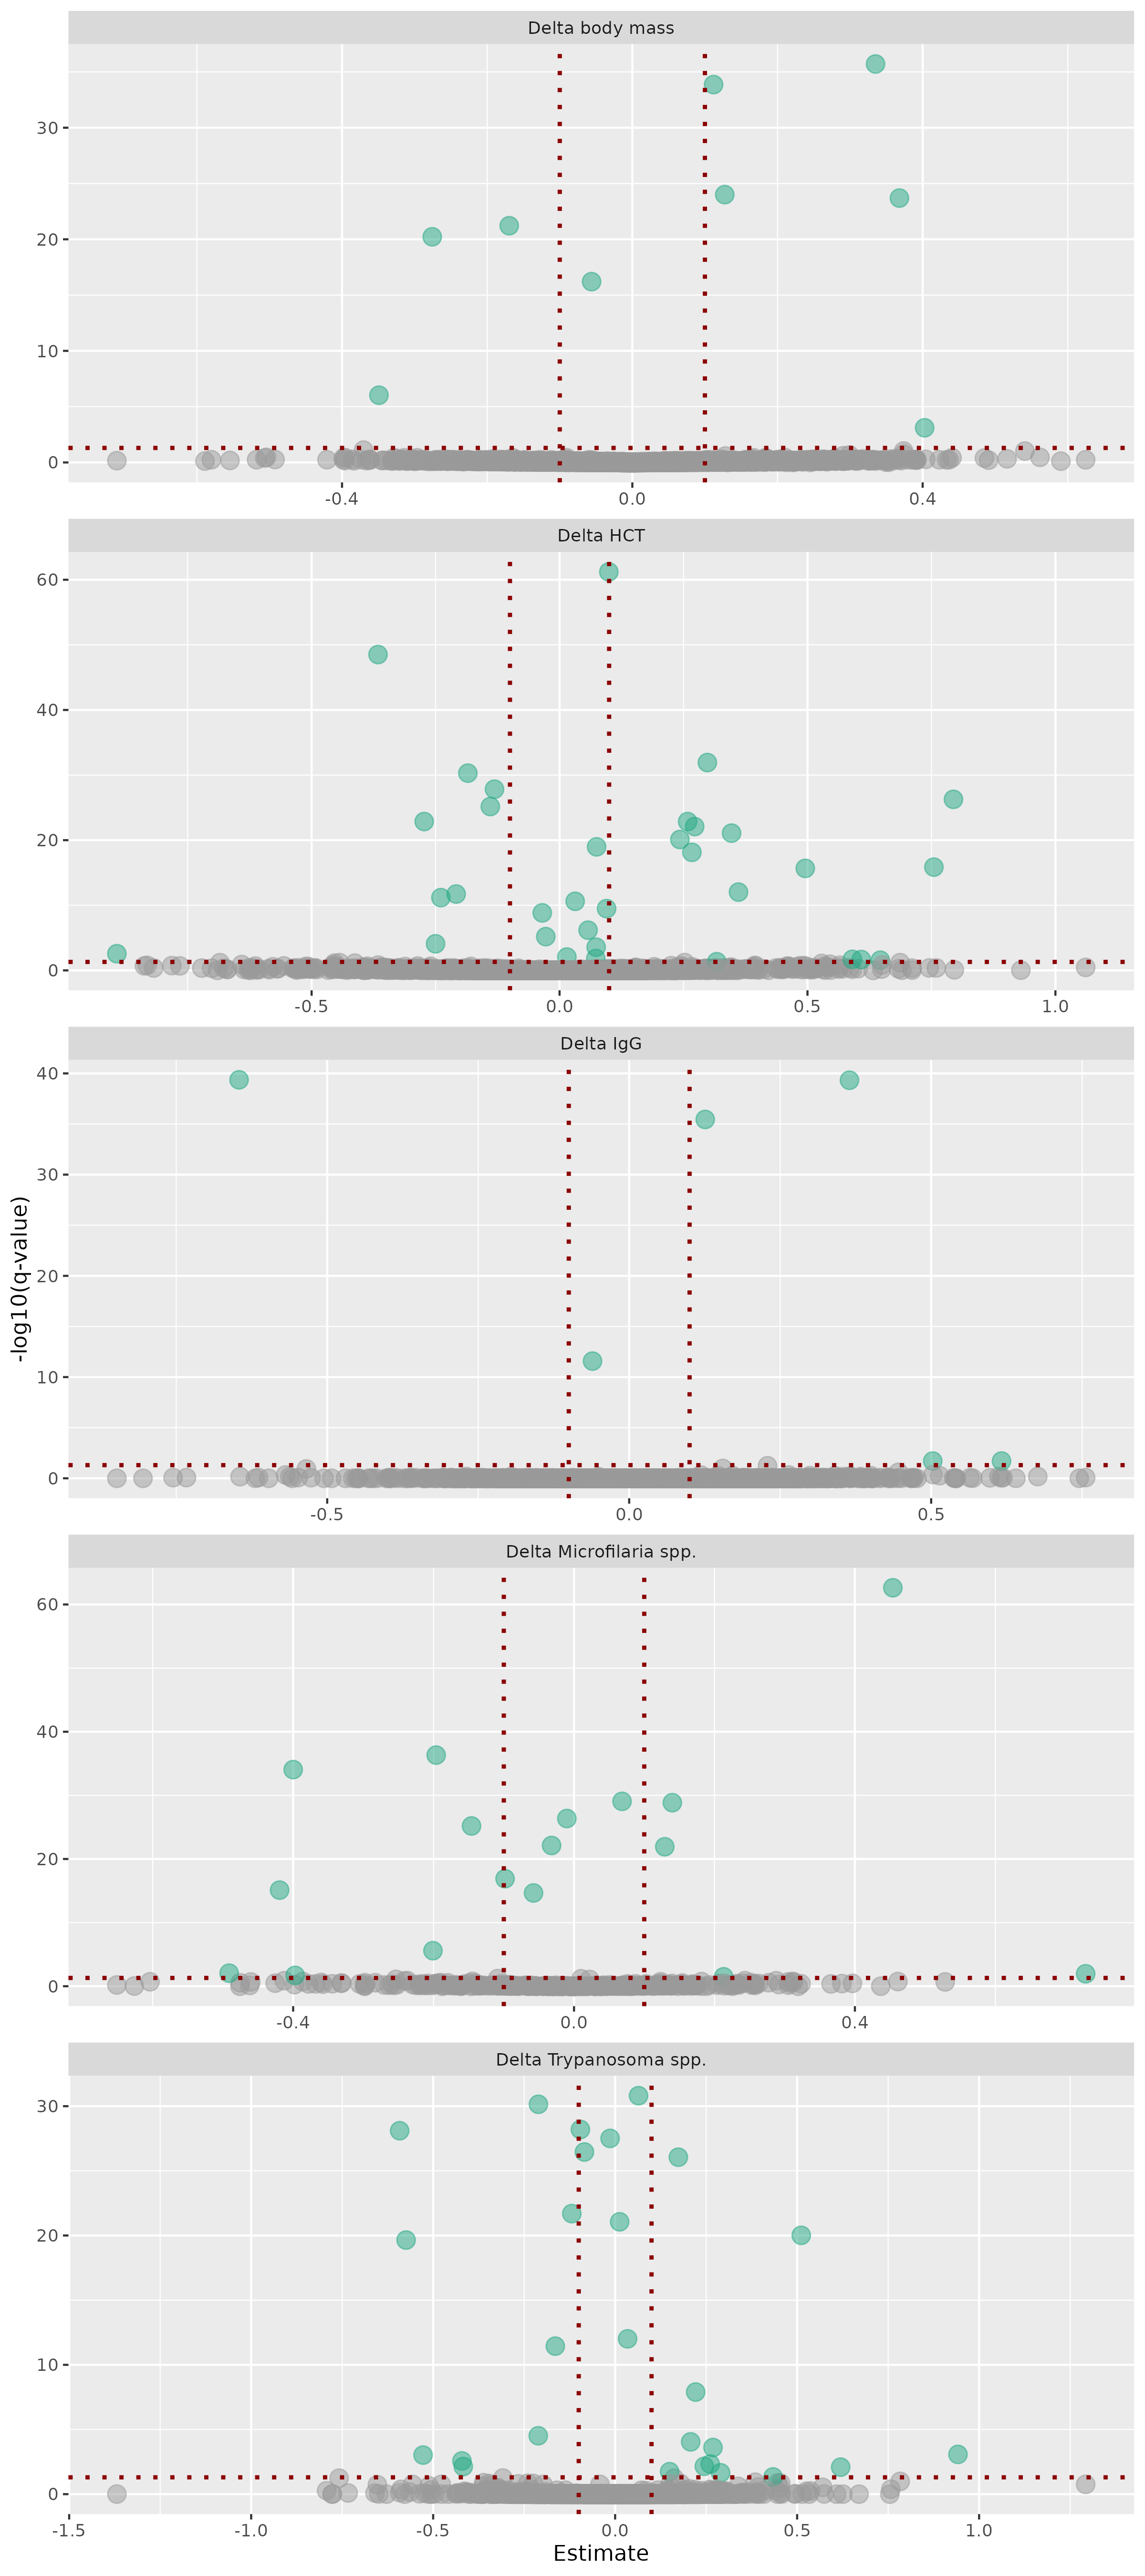 Delta body mass
30
20
10
0
-0.4 0.0 0.4
Delta HCT
60
40
20
0
-0.5 0.0 0.5 1.0
Delta IgG
40
30
20
10
0
-0.5 0.0 0.5
-log10(q-value)
Delta Microfilaria spp.
60
40
20
0
-0.4 0.0 0.4
Delta Trypanosoma spp.
30
20
10
0
-1.5 -1.0 -0.5 0.0 0.5 1.0
Estimate